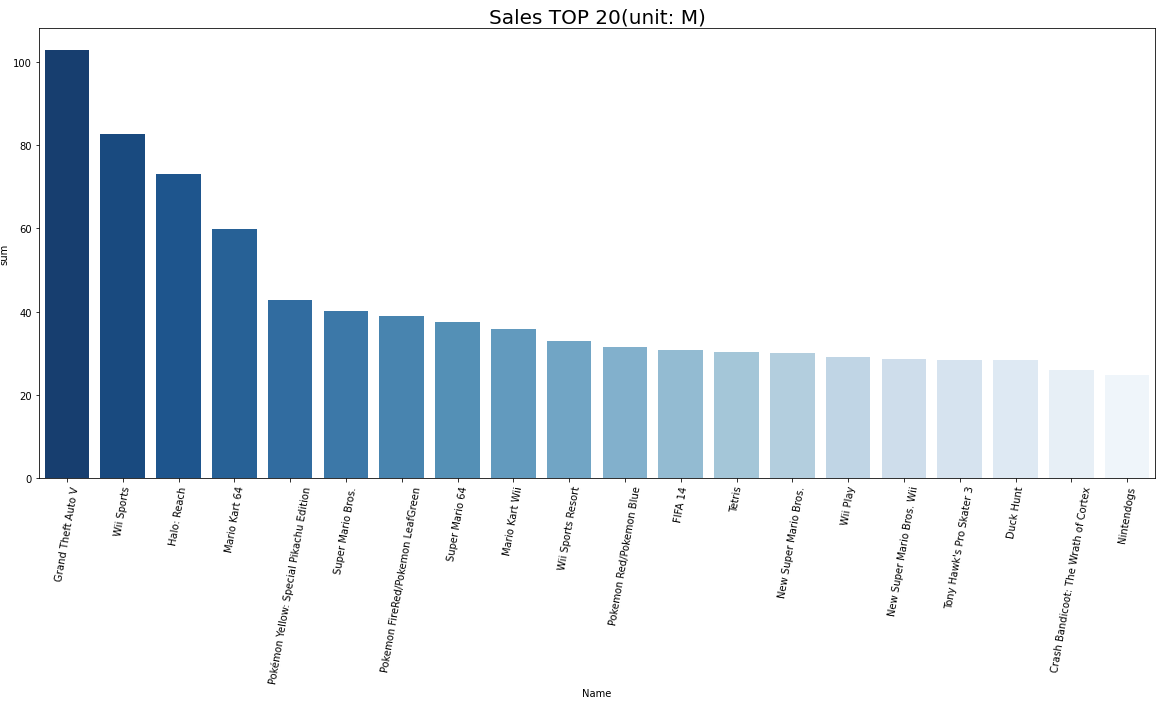 Sales TOP 20(unit: M)
sum
100
80
60
40
20
0
Grand Theft Auto V
Wii Sports
Halo: Reach
Mario Kart 64
Pokémon Yellow: Special Pikachu Edition
Super Mario Bros.
Pokemon FireRed/Pokemon LeafGreen
Super Mario 64
Mario Kart Wii
Wii Sports Resort
Pokemon Red/Pokemon Blue
FIFA 14
Tetris
New Super Mario Bros.
Wii Play
New Super Mario Bros. Wii
Tony Hawk's Pro Skater 3
Duck Hunt
Crash Bandicoot: The Wrath of Cortex
Nintendogs
Name